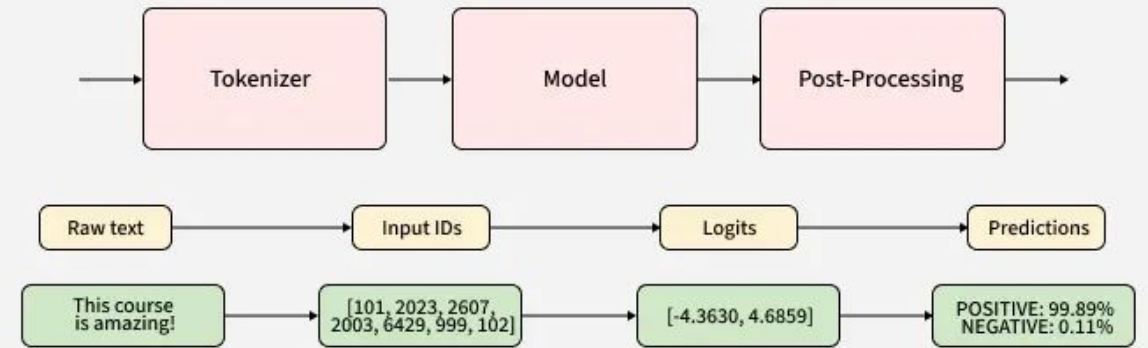 Tokenizer
Model
Post-Processing
Raw text
Input IDs
Logits
Predictions
This course
is amazing!
[101, 2023, 2607,
2003, 6429, 999, 102]
[-4.3630, 4.6859]
POSITIVE: 99.89%
NEGATIVE: 0.11%